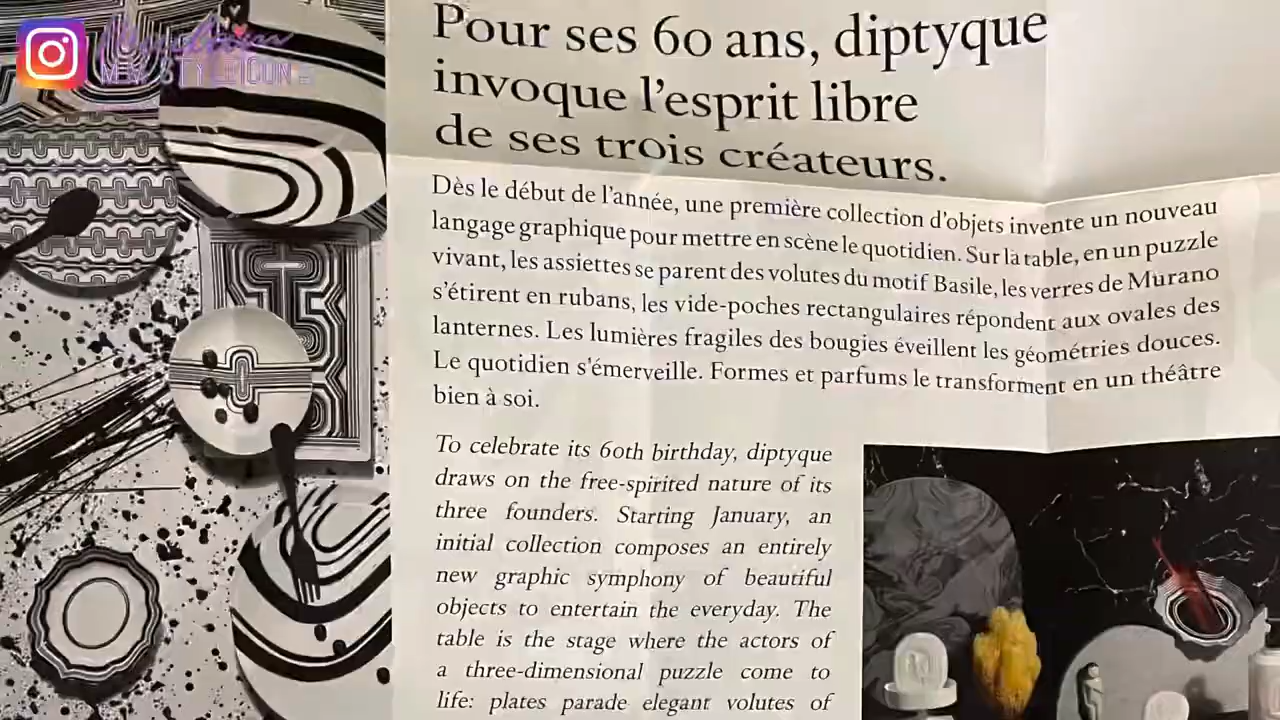 Pour ses 60 ans, diptyque
invoque l'esprit libre
de ses trois créateurs.
Dès le début de l'année, une première collection d'objets invente un nouveau
langage graphique pour mettre en scène le quotidien. Sur la table, en un puzzle
vivant, les assiettes se parent des volutes du motif Basile, les verres de Murano
s'étirent en rubans, les vide-poches rectangulaires répondent aux ovales des
lanternes. Les lumières fragiles des bougies éveillent les géométries douces.
Le quotidien s'émerveille. Formes et parfums le transforment en un théâtre
bien à soi.
To celebrate its 60th birthday, diptyque
draws on the free-spirited nature of its
three founders. Starting January, an
initial collection composes an entirely
new graphic symphony of beautiful
objects to entertain the everyday. The
table is the stage where the actors of
a three-dimensional puzzle come to
life: plates parade elegant volutes of